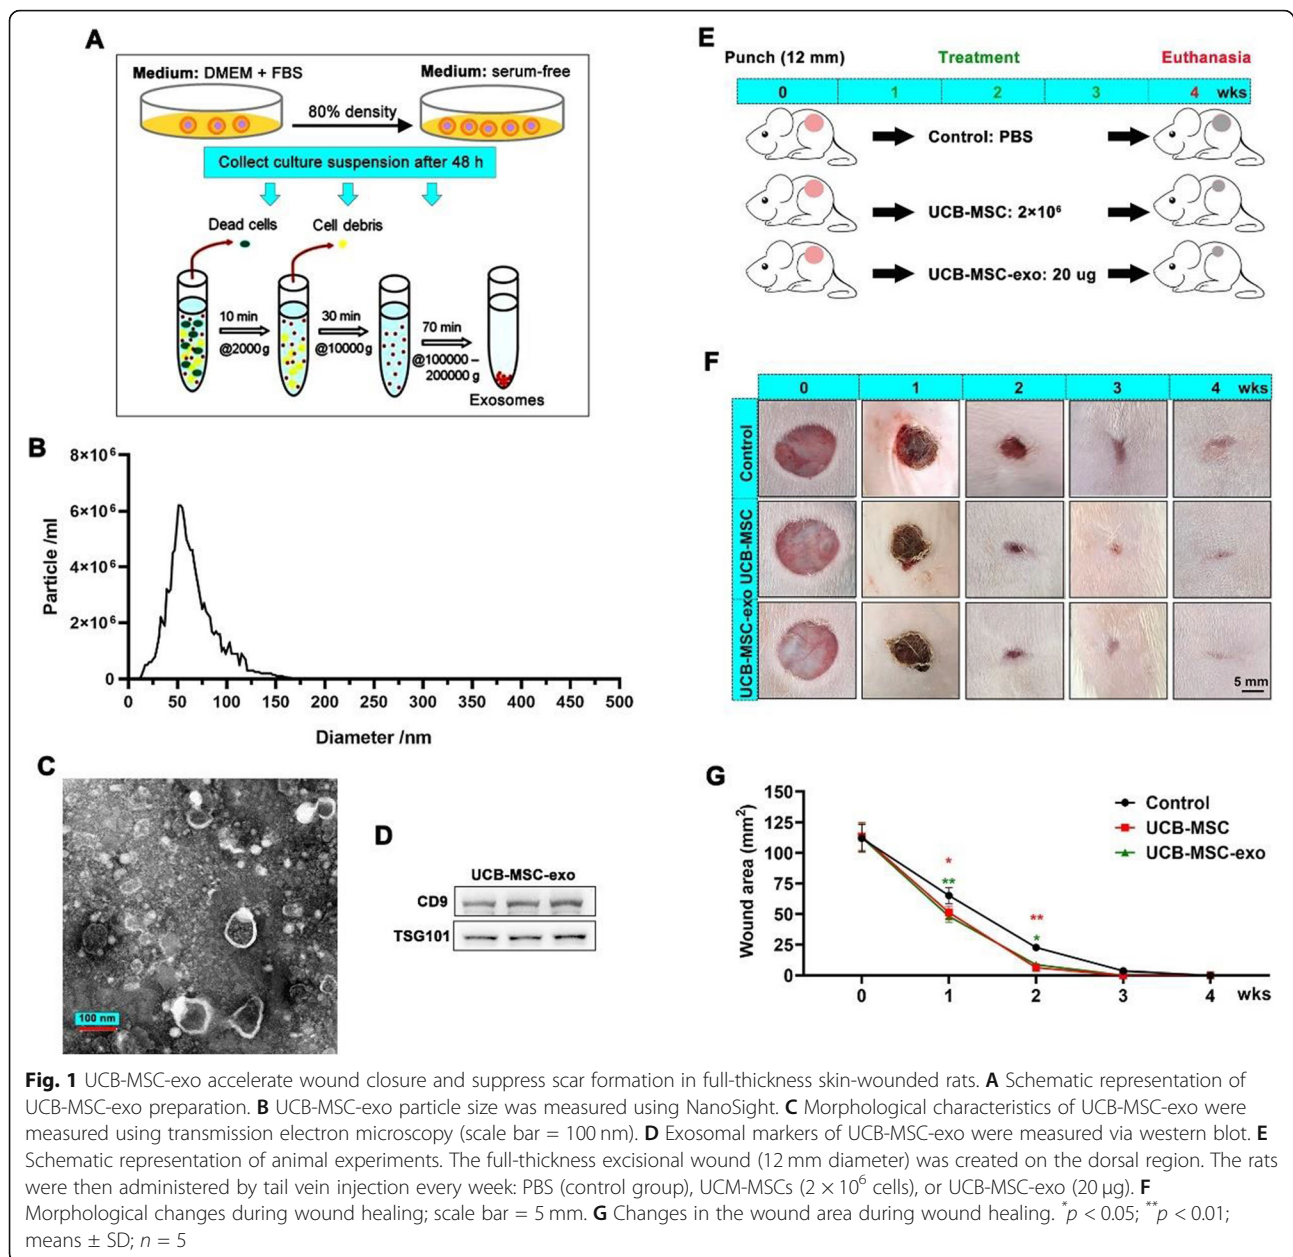 A
Medium: DMEM + FBS
Medium: serum-free
80% density
Collect culture suspension after 48 h
Dead cells
Cell debris
10 min
@2000g
30 min
@10000g
70 min
@100000 –
200000 g
Exosomes
B
8×10⁶
6×10⁶
4×10⁶
2×10⁶
0
Particle /ml
0 50 100 150 200 250 300 350 400 450 500
Diameter /nm
C
100 nm
D
UCB-MSC-exo
CD9
TSG101
E
Punch (12 mm) Treatment Euthanasia
0 1 2 3 4 wks
Control: PBS
UCB-MSC: 2×10⁶
UCB-MSC-exo: 20 ug
F
0 1 2 3 4 wks
Control
UCB-MSC
UCB-MSC-exo
5 mm
G
150
125
100
75
50
25
0
Wound area (mm²)
Control
UCB-MSC
UCB-MSC-exo
*
**
**
*
0 1 2 3 4 wks
Fig. 1 UCB-MSC-exo accelerate wound closure and suppress scar formation in full-thickness skin-wounded rats. A Schematic representation of
UCB-MSC-exo preparation. B UCB-MSC-exo particle size was measured using NanoSight. C Morphological characteristics of UCB-MSC-exo were
measured using transmission electron microscopy (scale bar = 100 nm). D Exosomal markers of UCB-MSC-exo were measured via western blot. E
Schematic representation of animal experiments. The full-thickness excisional wound (12 mm diameter) was created on the dorsal region. The rats
were then administered by tail vein injection every week: PBS (control group), UCM-MSCs (2 × 10⁶ cells), or UCB-MSC-exo (20 μg). F
Morphological changes during wound healing; scale bar = 5 mm. G Changes in the wound area during wound healing. *p < 0.05; **p < 0.01;
means ± SD; n = 5